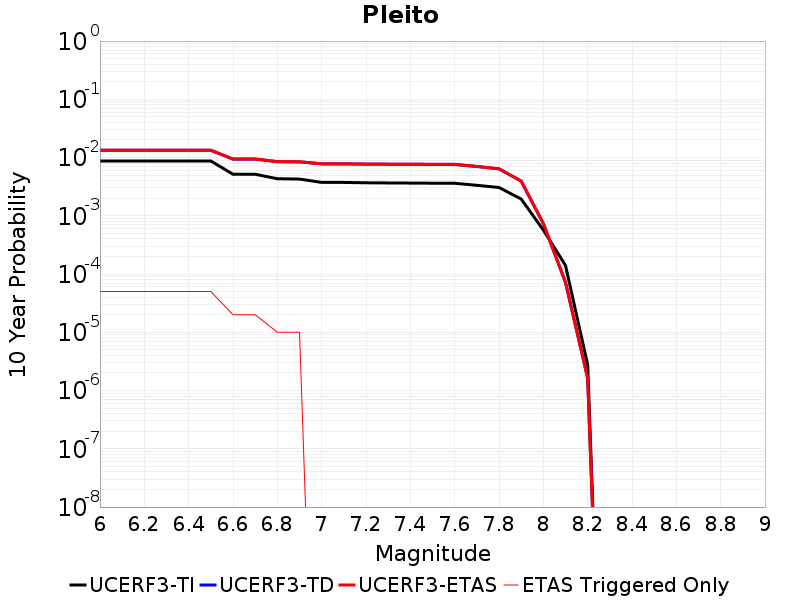 Pleito
10 Year Probability
10^0
10^-1
10^-2
10^-3
10^-4
10^-5
10^-6
10^-7
10^-8
6 6.2 6.4 6.6 6.8 7 7.2 7.4 7.6 7.8 8 8.2 8.4 8.6 8.8 9
Magnitude
UCERF3-TI UCERF3-TD UCERF3-ETAS ETAS Triggered Only